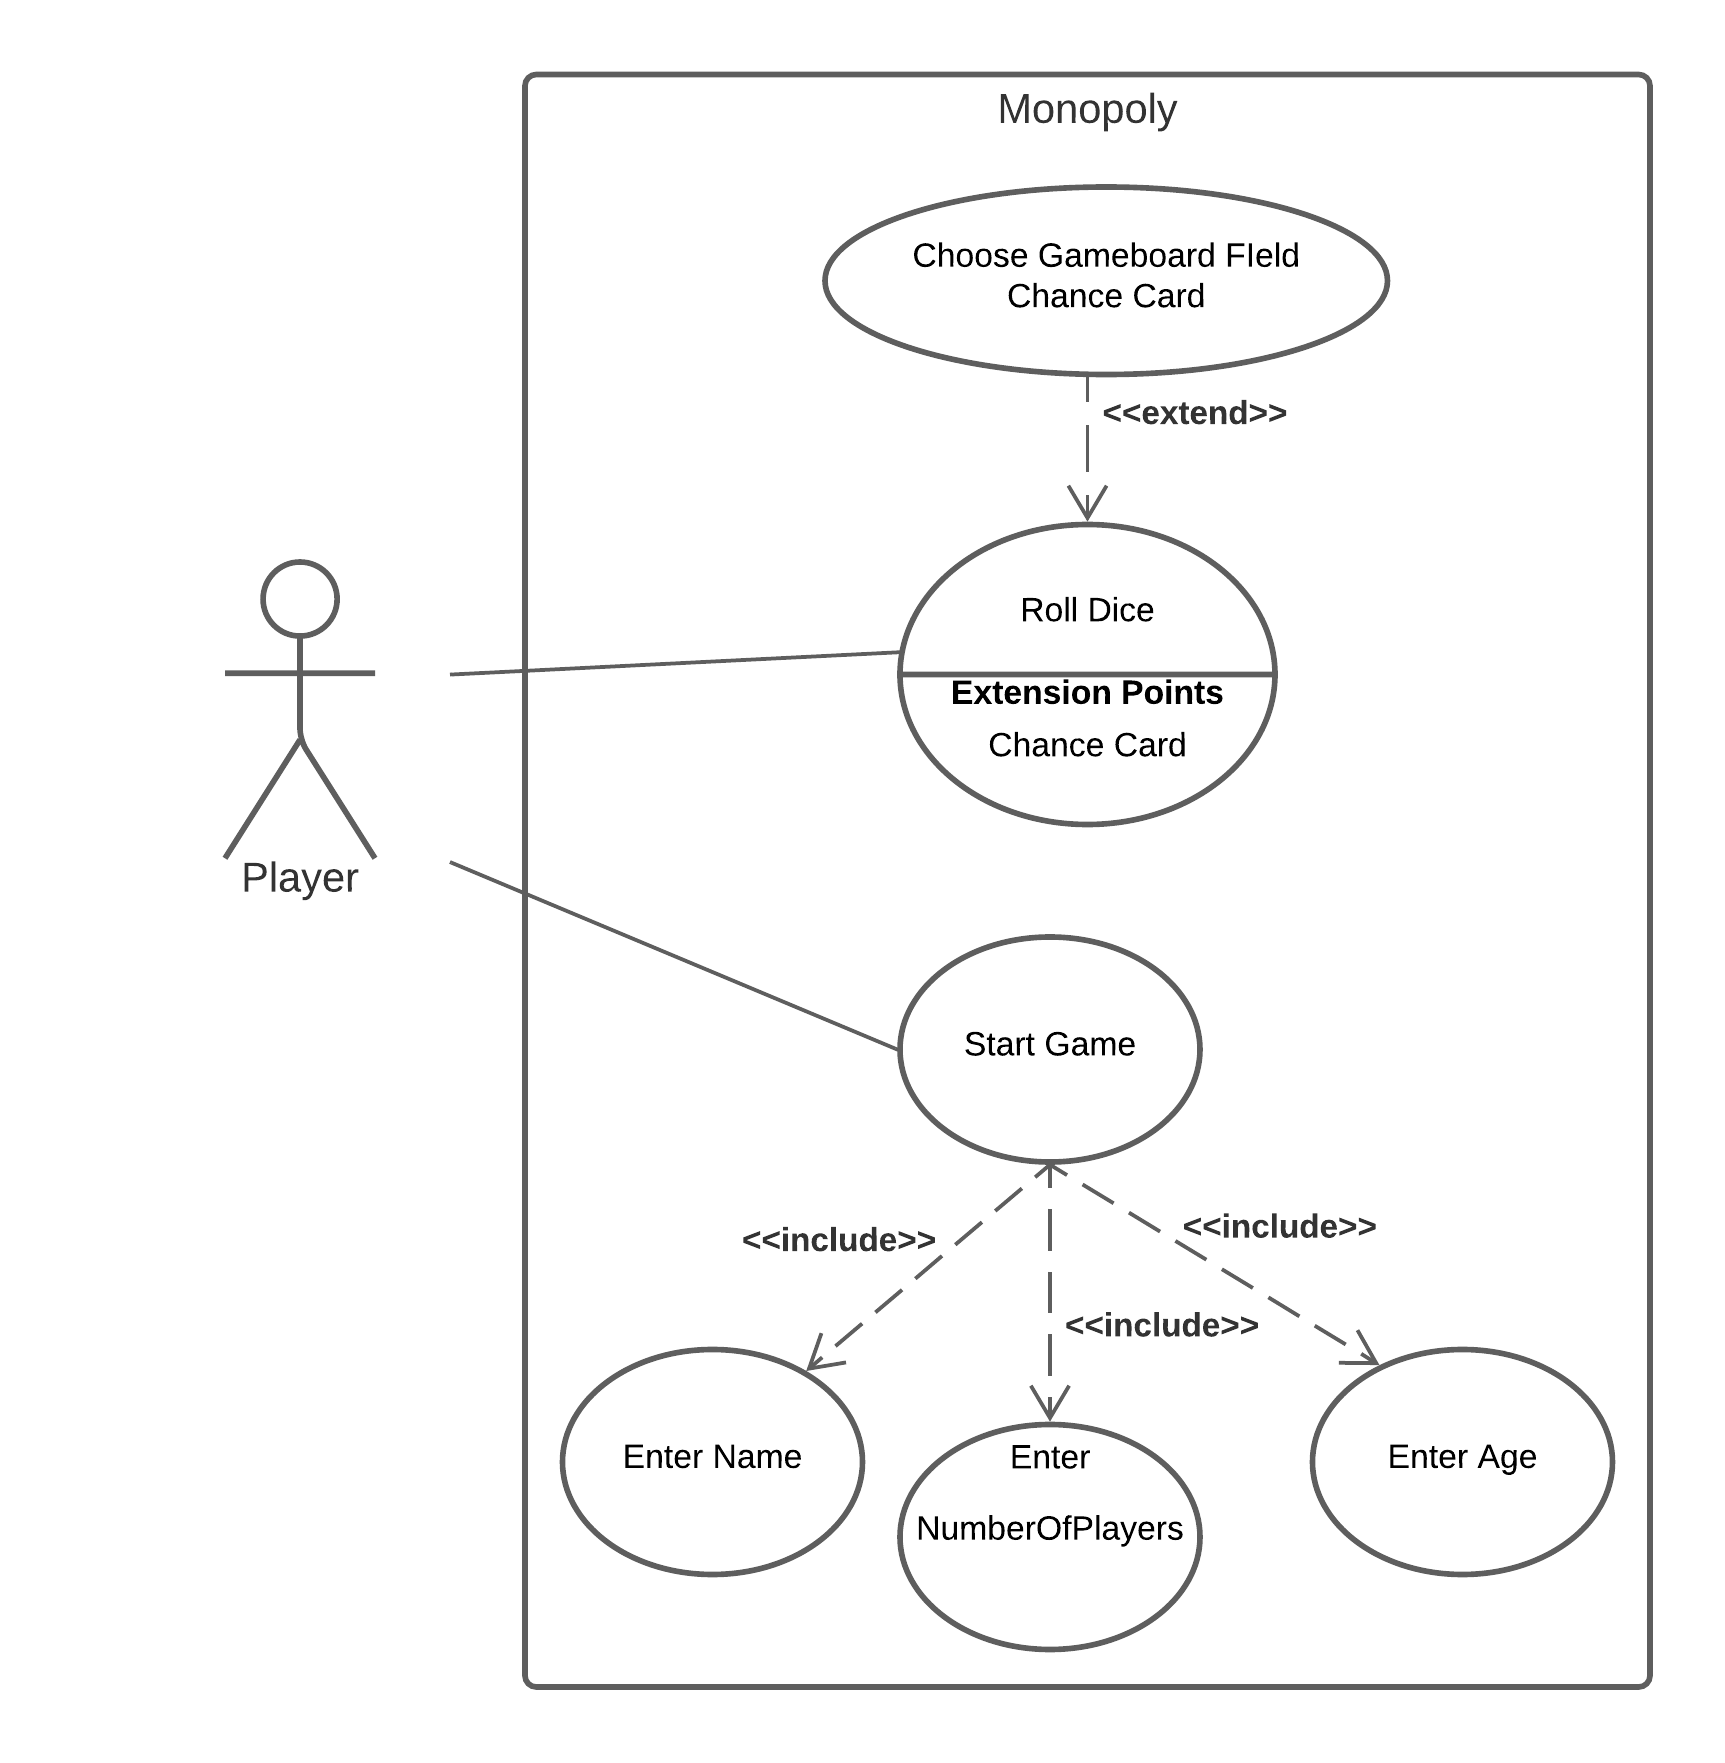 Monopoly
Choose Gameboard FIeld
Chance Card
<<extend>>
Roll Dice
Extension Points
Chance Card
Player
Start Game
<<include>>
<<include>>
<<include>>
Enter Name
Enter
NumberOfPlayers
Enter Age